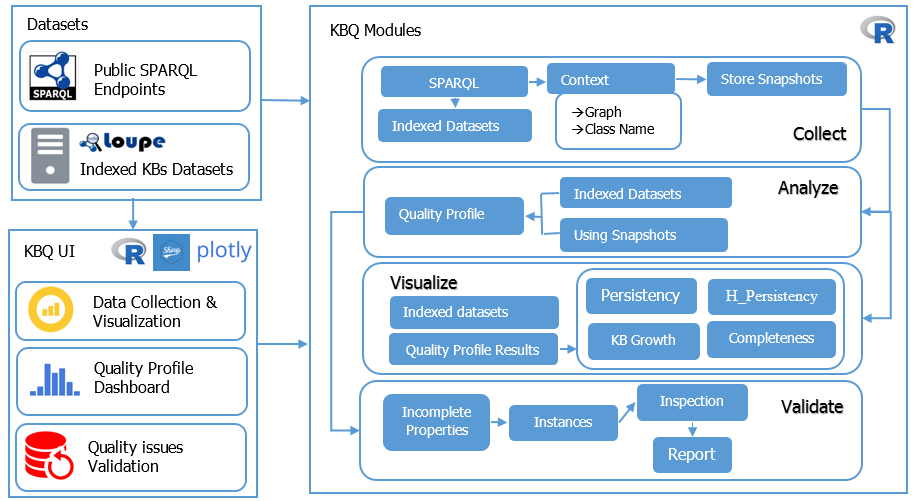 Datasets
SPARQL
Public SPARQL
Endpoints
Loupe
Indexed KBs Datasets
KBQ UI
R
Shiny
plotly
Data Collection &
Visualization
Quality Profile
Dashboard
Quality issues
Validation
KBQ Modules
R
SPARQL
Context
Store Snapshots
Indexed Datasets
→Graph
→Class Name
Collect
Analyze
Quality Profile
Indexed Datasets
Using Snapshots
Visualize
Indexed datasets
Quality Profile Results
Persistency
H_Persistency
KB Growth
Completeness
Validate
Incomplete
Properties
Instances
Inspection
Report